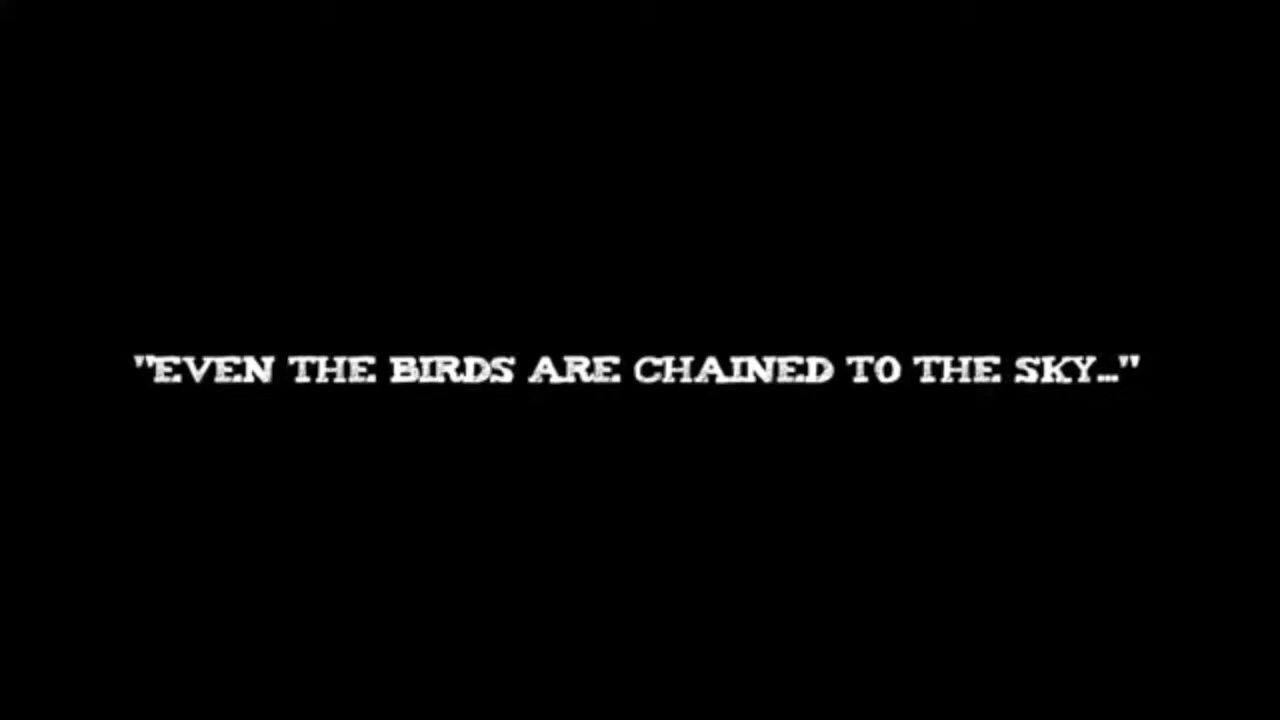 "EVEN THE BIRDS ARE CHAINED TO THE SKY..."